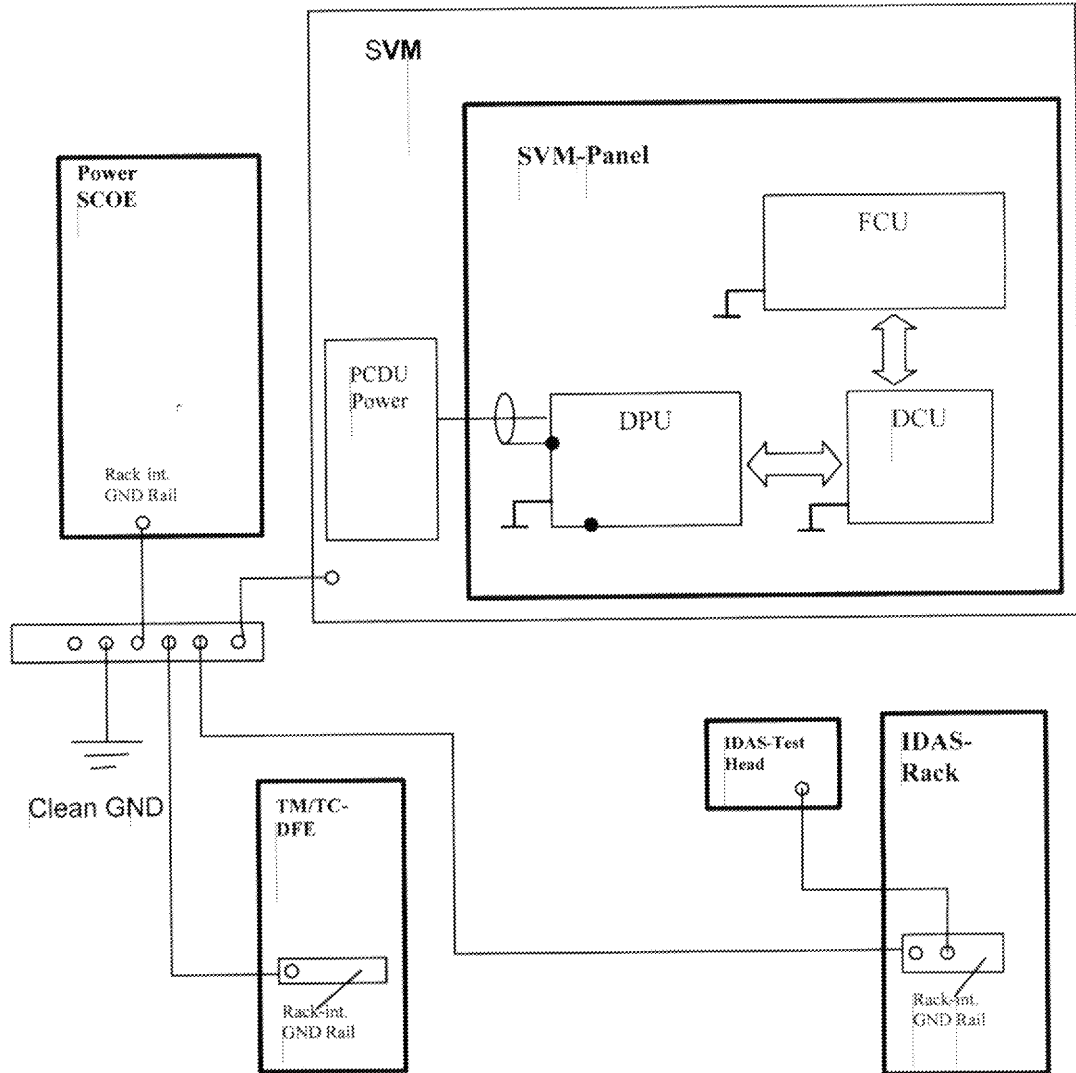 SVM
SVM-Panel
Power
SCOE
FCU
PCDU
Power
DPU
DCU
Rack int.
GND Rail
IDAS-Test
Head
IDAS-
Rack
Clean GND
TM/TC-
DFE
Rack-int.
GND Rail
Rack-int.
GND Rail